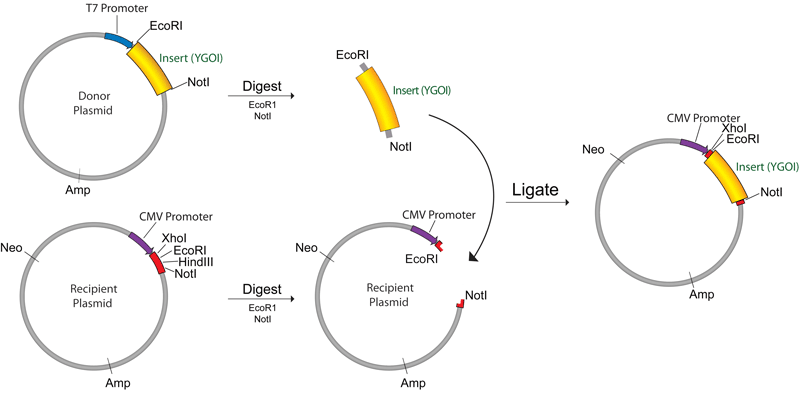 T7 Promoter
EcoRI
Insert (YGOI)
NotI
Donor
Plasmid
Amp
Digest
EcoR1
NotI
EcoRI
Insert (YGOI)
NotI
CMV Promoter
XhoI
EcoRI
HindIII
NotI
Neo
Recipient
Plasmid
Amp
Digest
EcoR1
NotI
CMV Promoter
Neo
EcoRI
NotI
Recipient
Plasmid
Amp
Ligate
CMV Promoter
XhoI
EcoRI
Neo
Insert (YGOI)
NotI
Amp